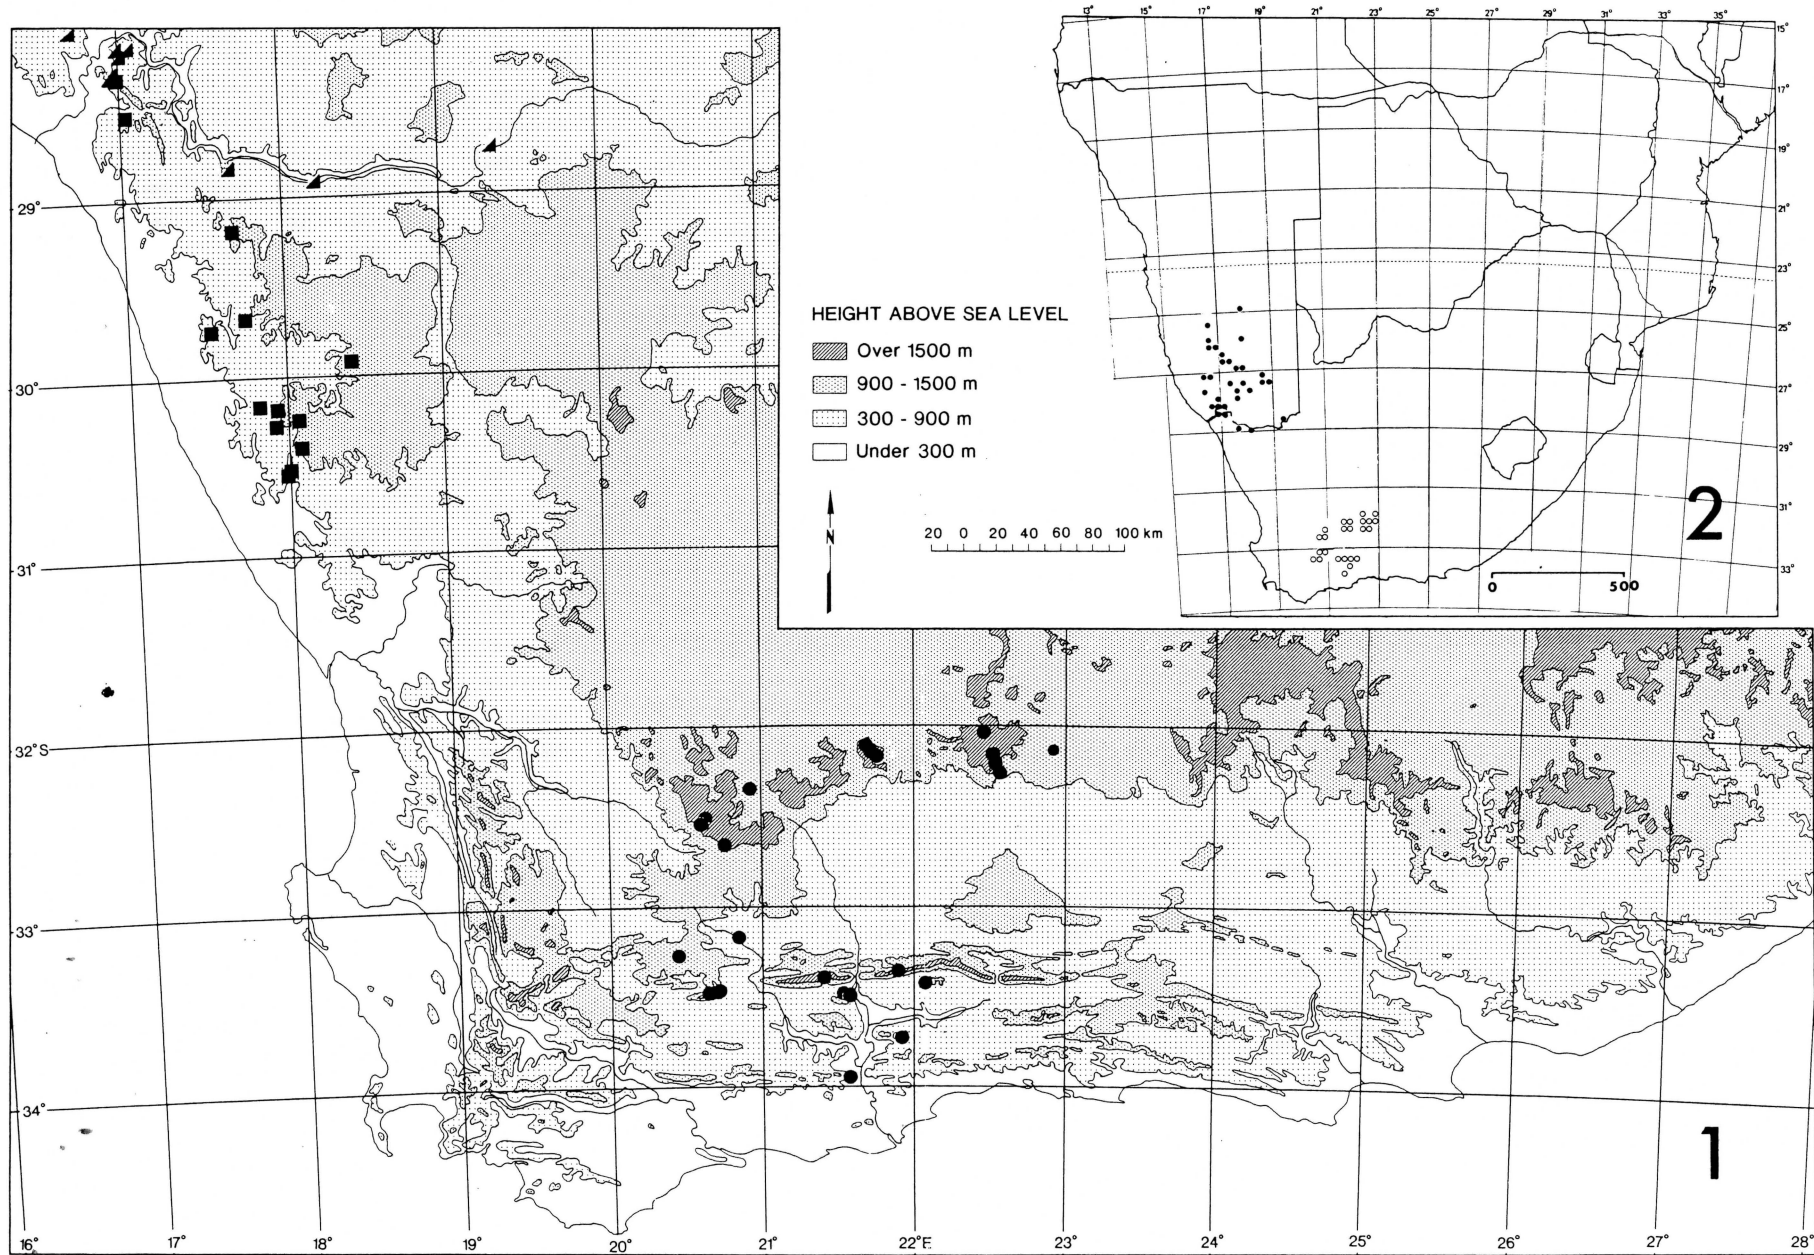 13° 15° 17° 19° 21° 23° 25° 27° 29° 31° 33° 35°
15°
17°
19°
21°
23°
25°
27°
29°
31°
33°
2
0 500
HEIGHT ABOVE SEA LEVEL
Over 1500 m
900 - 1500 m
300 - 900 m
Under 300 m
N
20 0 20 40 60 80 100 km
29°
30°
31°
32°S
33°
34°
1
16° 17° 18° 19° 20° 21° 22°E 23° 24° 25° 26° 27° 28°